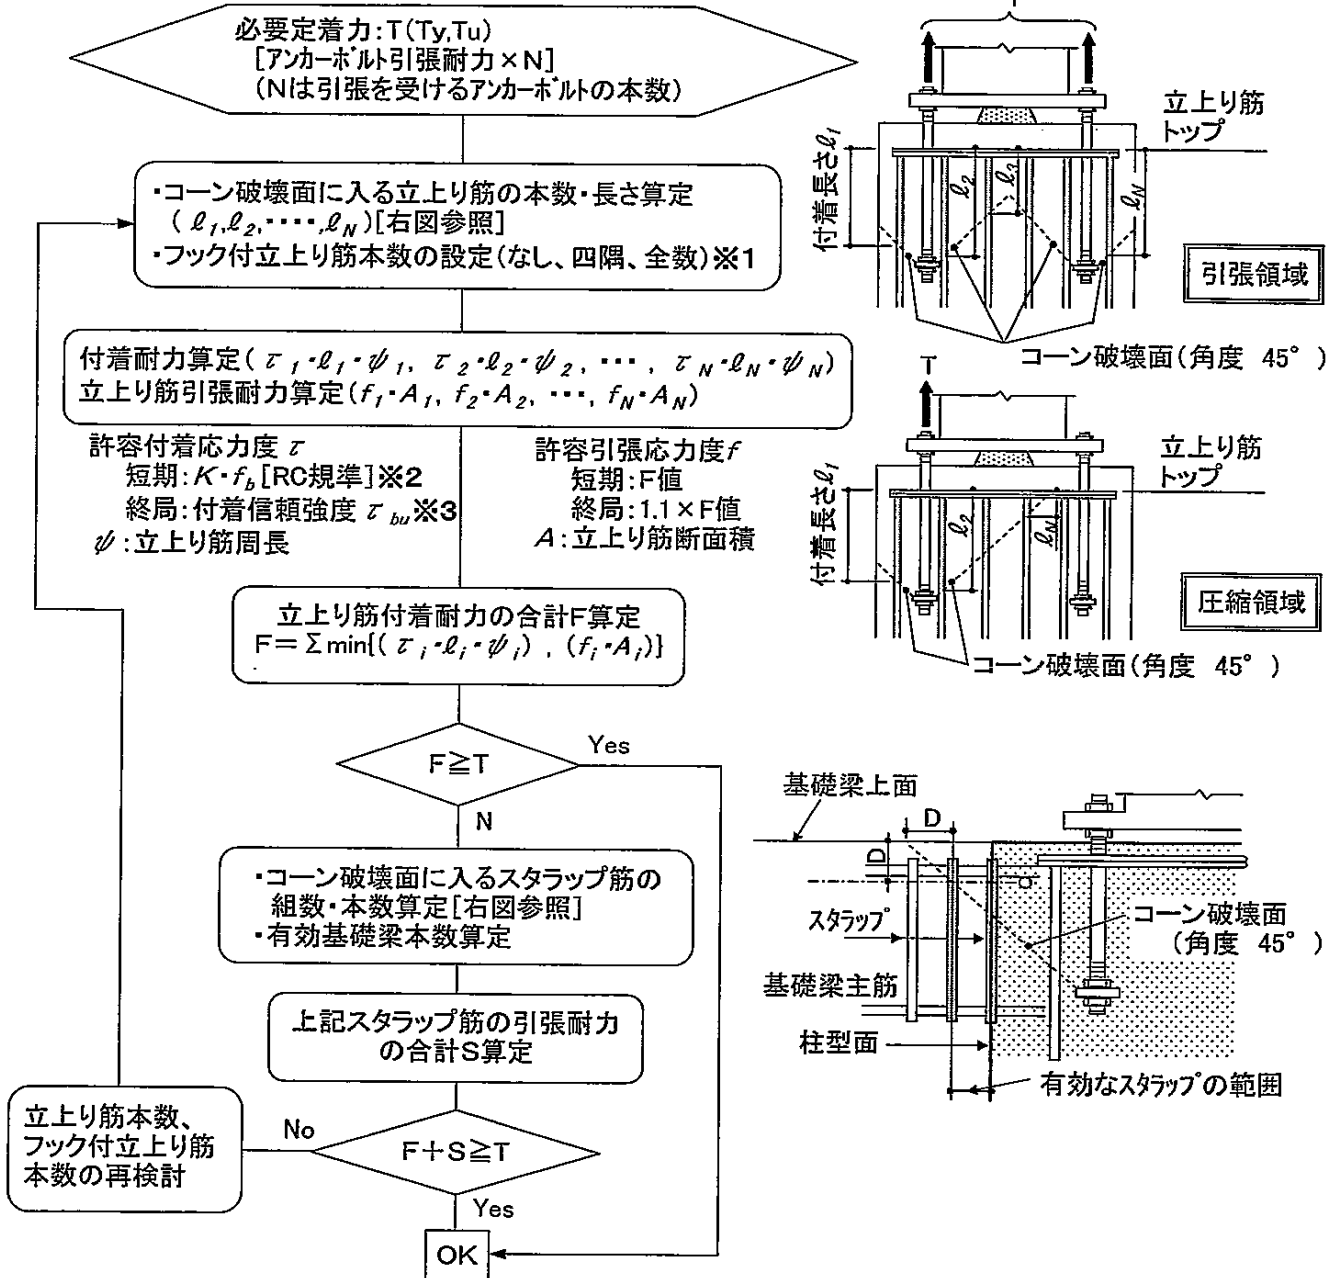 必要定着力:T(Ty,Tu)
[アンカーボルト引張耐力×N]
(Nは引張を受けるアンカーボルトの本数)
・コーン破壊面に入る立上り筋の本数・長さ算定
(ℓ1,ℓ2,・・・・,ℓN)[右図参照]
・フック付立上り筋本数の設定(なし、四隅、全数)※1
付着耐力算定(τ1・ℓ1・ψ1, τ2・ℓ2・ψ2, ・・・, τN・ℓN・ψN)
立上り筋引張耐力算定(f1・A1, f2・A2, ・・・, fN・AN)
許容付着応力度 τ
短期:K・fb [RC規準]※2
終局:付着信頼強度 τbu※3
ψ:立上り筋周長
許容引張応力度f
短期:F値
終局:1.1×F値
A:立上り筋断面積
立上り筋付着耐力の合計F算定
F=Σmin{(τi・ℓi・ψi), (fi・Ai)}
F≧T
Yes
N
・コーン破壊面に入るスタラップ筋の
組数・本数算定[右図参照]
・有効基礎梁本数算定
上記スタラップ筋の引張耐力
の合計S算定
F+S≧T
No
Yes
立上り筋本数、
フック付立上り筋
本数の再検討
OK
立上り筋
トップ
付着長さℓ1
ℓ2
ℓ3
ℓN
引張領域
コーン破壊面(角度 45°)
T
立上り筋
トップ
付着長さℓ1
ℓ2
ℓN
圧縮領域
コーン破壊面(角度 45°)
基礎梁上面
D
D
スタラップ
コーン破壊面
(角度 45°)
基礎梁主筋
柱型面
有効なスタラップの範囲